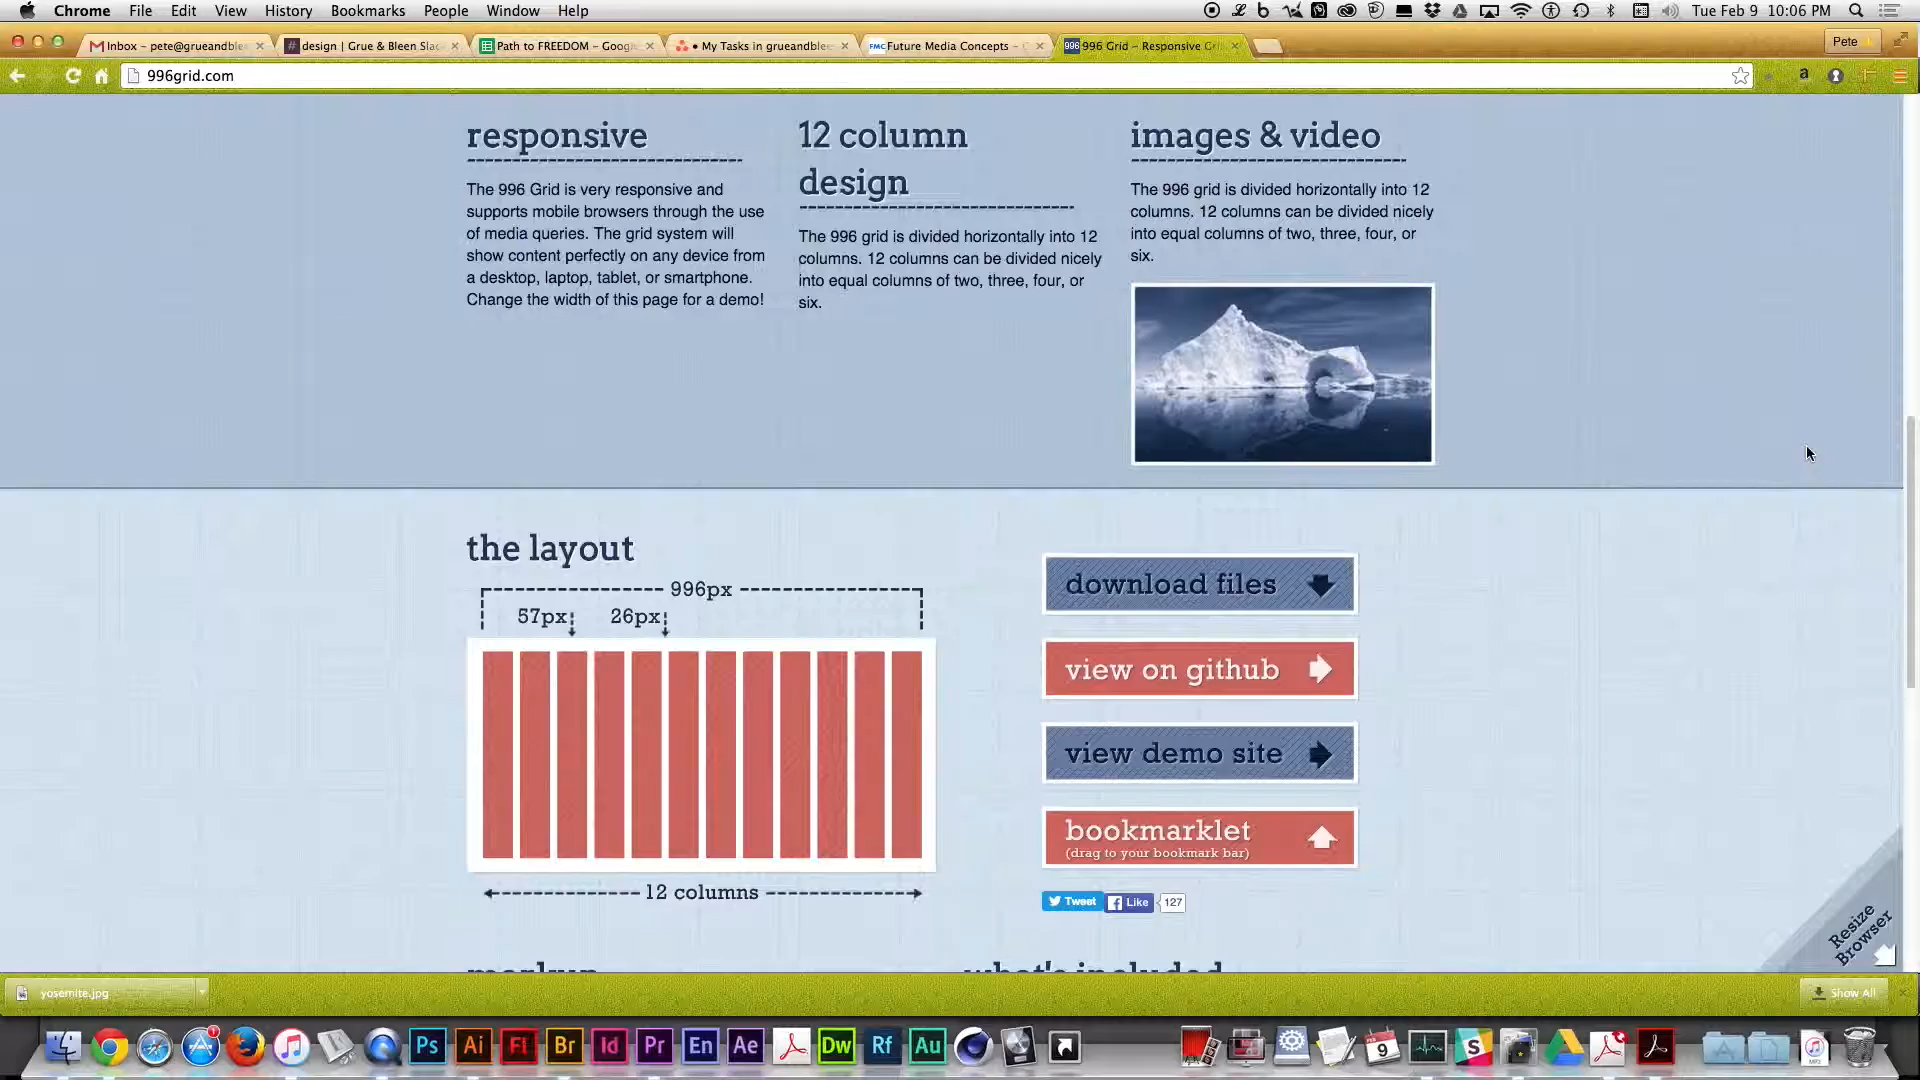 Chrome File Edit View History Bookmarks People Window Help
Tue Feb 9 10:06 PM
Inbox – pete@grueandble
design | Grue & Bleen Slac
Path to FREEDOM – Goog
• My Tasks in grueandblee
FMC Future Media Concepts –
996 996 Grid – Responsive Gri
Pete
996grid.com
responsive
The 996 Grid is very responsive and
supports mobile browsers through the use
of media queries. The grid system will
show content perfectly on any device from
a desktop, laptop, tablet, or smartphone.
Change the width of this page for a demo!
12 column
design
The 996 grid is divided horizontally into 12
columns. 12 columns can be divided nicely
into equal columns of two, three, four, or
six.
images & video
The 996 grid is divided horizontally into 12
columns. 12 columns can be divided nicely
into equal columns of two, three, four, or
six.
the layout
996px
57px
26px
12 columns
download files
view on github
view demo site
bookmarklet
(drag to your bookmark bar)
Tweet
Like
127
Resize
Browser
what's included
yosemite.jpg
Show All
Ps Ai Fl Br Id Pr En Ae Dw Rf Au
FEB
9
MP3